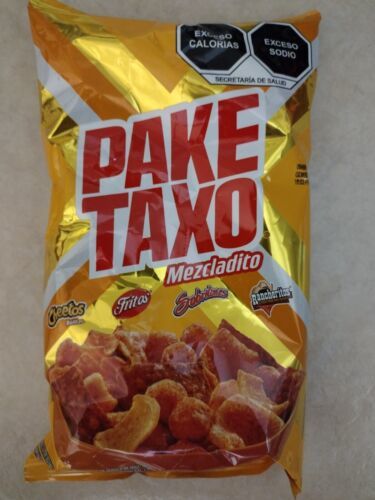 EXCESO
CALORÍAS
EXCESO
SODIO
SECRETARÍA DE SALUD
PAKE
TAXO
Mezcladito
Cheetos
Fritos
Sabritones
Rancheritos